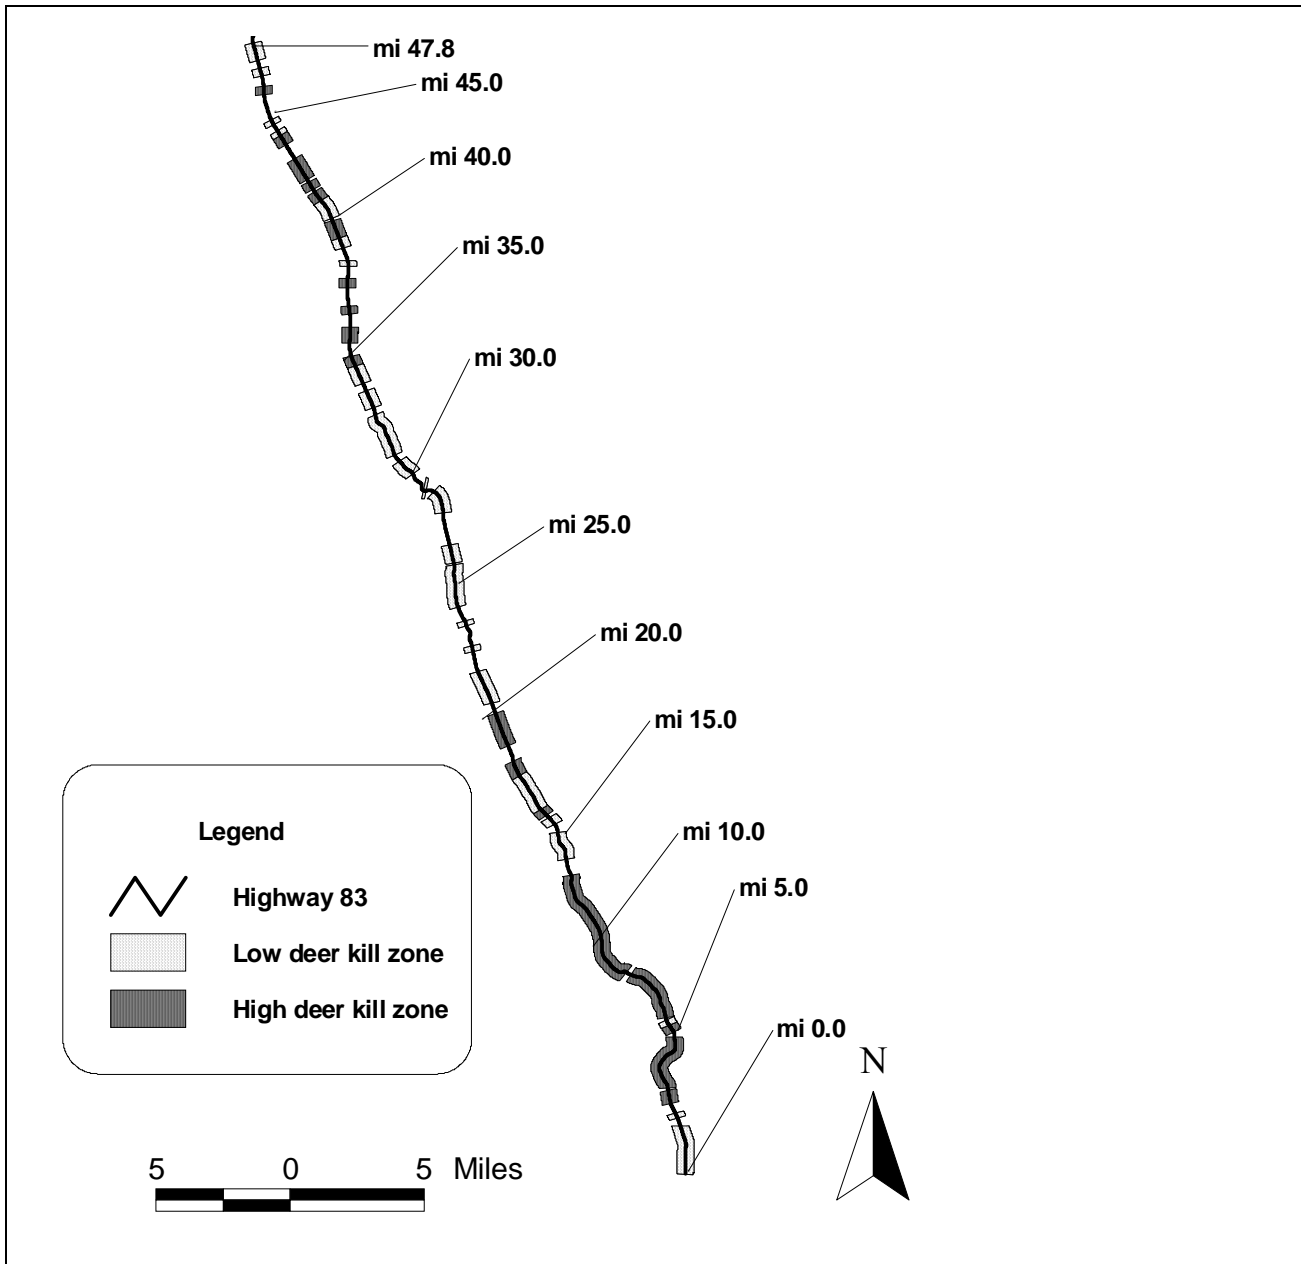 mi 47.8
mi 45.0
mi 40.0
mi 35.0
mi 30.0
mi 25.0
mi 20.0
mi 15.0
mi 10.0
mi 5.0
mi 0.0
Legend
Highway 83
Low deer kill zone
High deer kill zone
N
5 0 5 Miles